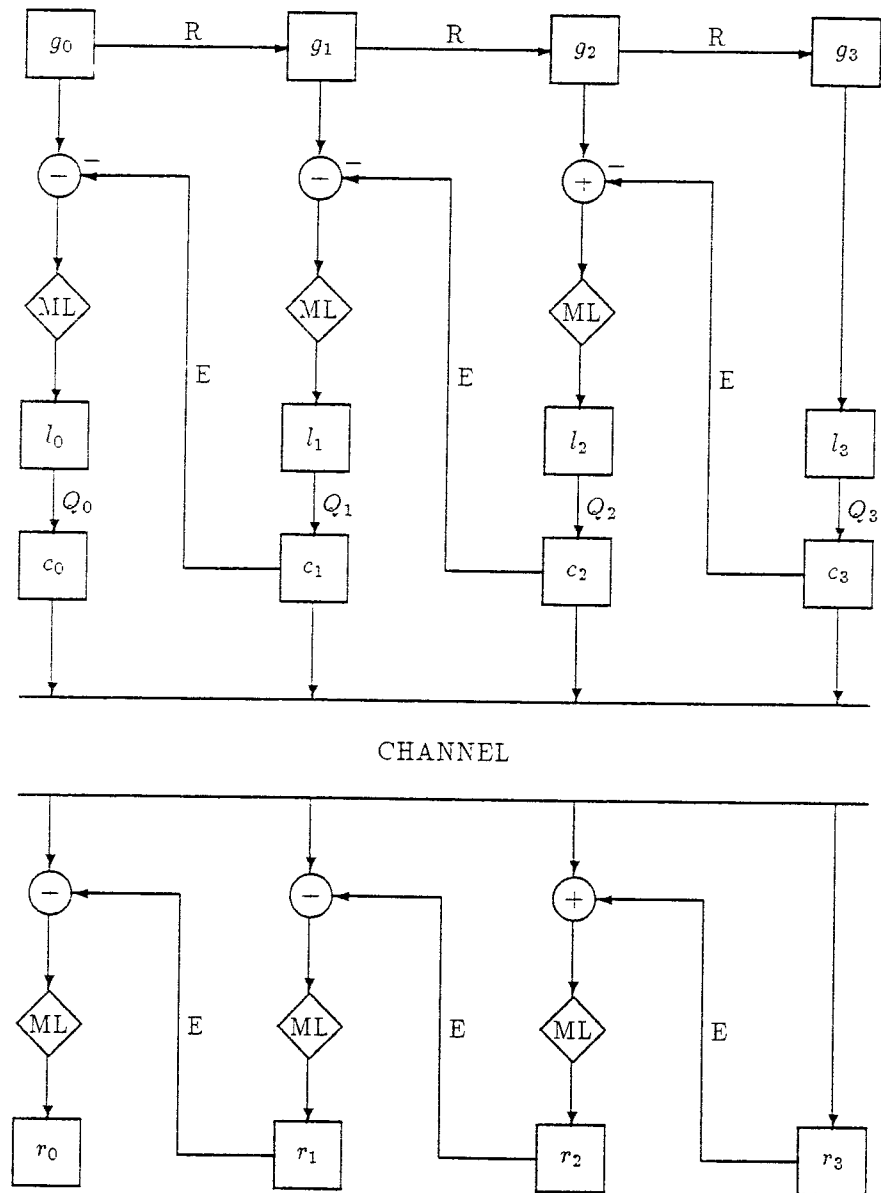 g₀ R g₁ R g₂ R g₃
− − −
− − +
ML ML ML
E E E
l₀ l₁ l₂ l₃
Q₀ Q₁ Q₂ Q₃
c₀ c₁ c₂ c₃
CHANNEL
− − +
ML E ML E ML E
r₀ r₁ r₂ r₃